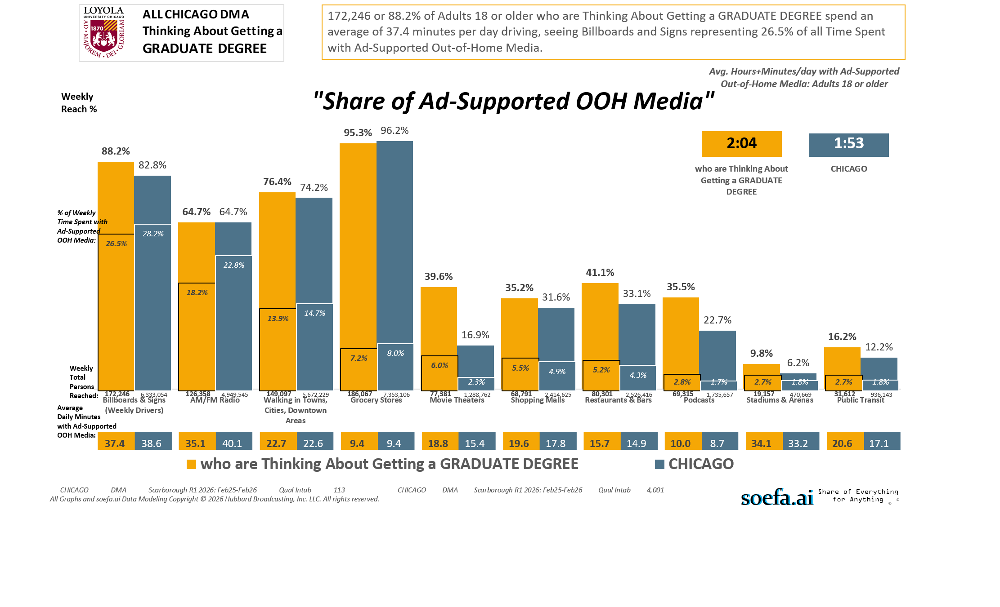 LOYOLA
UNIVERSITY CHICAGO
1870
AD • MAJOREM • DEI • GLORIAM
ALL CHICAGO DMA
Thinking About Getting a
GRADUATE DEGREE
172,246 or 88.2% of Adults 18 or older who are Thinking About Getting a GRADUATE DEGREE spend an
average of 37.4 minutes per day driving, seeing Billboards and Signs representing 26.5% of all Time Spent
with Ad-Supported Out-of-Home Media.
Avg. Hours+Minutes/day with Ad-Supported
Out-of-Home Media: Adults 18 or older
Weekly
Reach %
"Share of Ad-Supported OOH Media"
2:04 1:53
who are Thinking About
Getting a GRADUATE
DEGREE
CHICAGO
88.2% 82.8% 64.7% 64.7% 76.4% 74.2% 95.3% 96.2% 39.6% 16.9% 35.2% 31.6% 41.1% 33.1% 35.5% 22.7% 9.8% 6.2% 16.2% 12.2%
% of Weekly
Time Spent with
Ad-Supported
OOH Media:
26.5% 28.2% 18.2% 22.8% 13.9% 14.7% 7.2% 8.0% 6.0% 2.3% 5.5% 4.9% 5.2% 4.3% 2.8% 1.7% 2.7% 1.8% 2.7% 1.8%
Weekly
Total
Persons
Reached:
172,246 6,333,054 126,358 4,949,545 149,097 5,672,229 186,067 7,353,106 77,381 1,288,762 68,791 2,414,625 80,301 2,526,416 69,315 1,735,657 19,157 470,669 31,612 936,143
Billboards & Signs
(Weekly Drivers)
AM/FM Radio
Walking in Towns,
Cities, Downtown
Areas
Grocery Stores
Movie Theaters
Shopping Malls
Restaurants & Bars
Podcasts
Stadiums & Arenas
Public Transit
Average
Daily Minutes
with Ad-Supported
OOH Media:
37.4 38.6 35.1 40.1 22.7 22.6 9.4 9.4 18.8 15.4 19.6 17.8 15.7 14.9 10.0 8.7 34.1 33.2 20.6 17.1
who are Thinking About Getting a GRADUATE DEGREE CHICAGO
CHICAGO DMA Scarborough R1 2026: Feb25-Feb26 Qual Intab 113 CHICAGO DMA Scarborough R1 2026: Feb25-Feb26 Qual Intab 4,001
All Graphs and soefa.ai Data Modeling Copyright © 2026 Hubbard Broadcasting, Inc. LLC. All rights reserved.
soefa.ai
Share of Everything
for Anything © ©